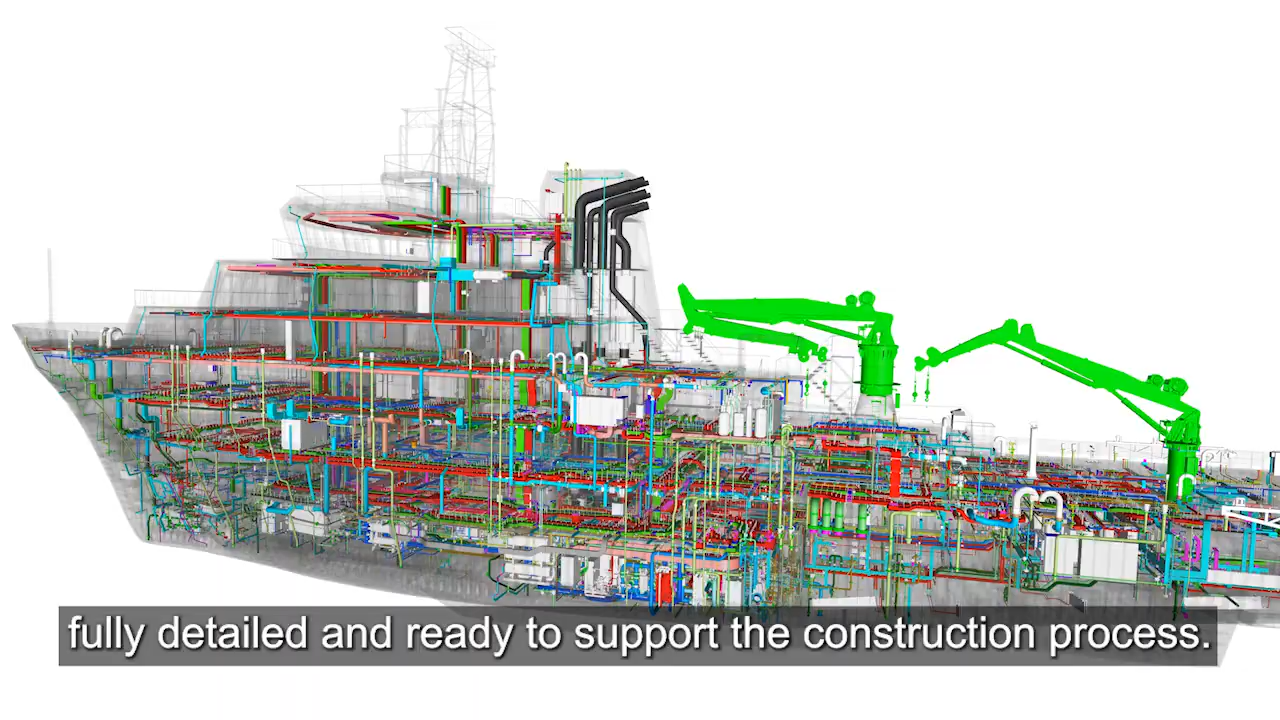 fully detailed and ready to support the construction process.